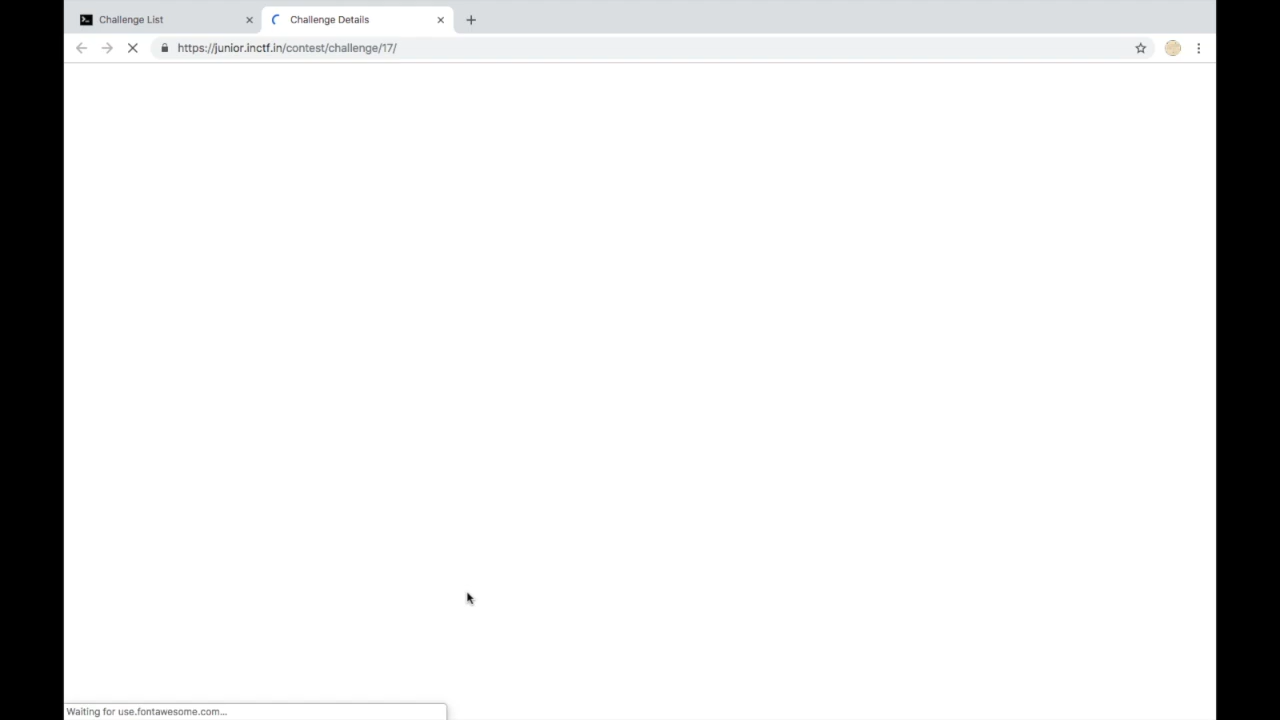 Challenge List
Challenge Details
https://junior.inctf.in/contest/challenge/17/
Waiting for use.fontawesome.com...